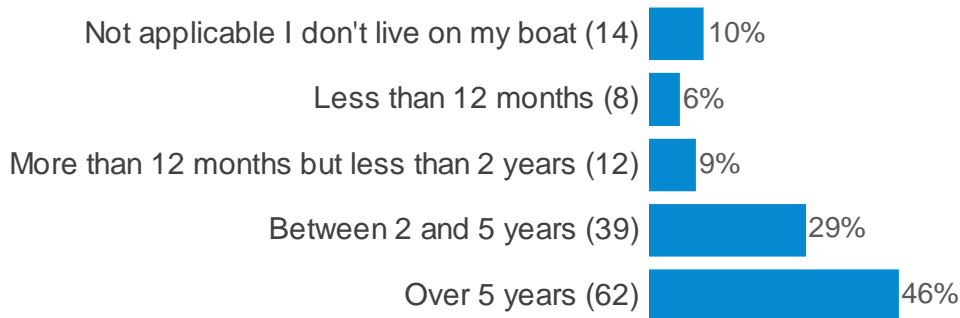 Not applicable I don't live on my boat (14) 10%
Less than 12 months (8) 6%
More than 12 months but less than 2 years (12) 9%
Between 2 and 5 years (39) 29%
Over 5 years (62) 46%